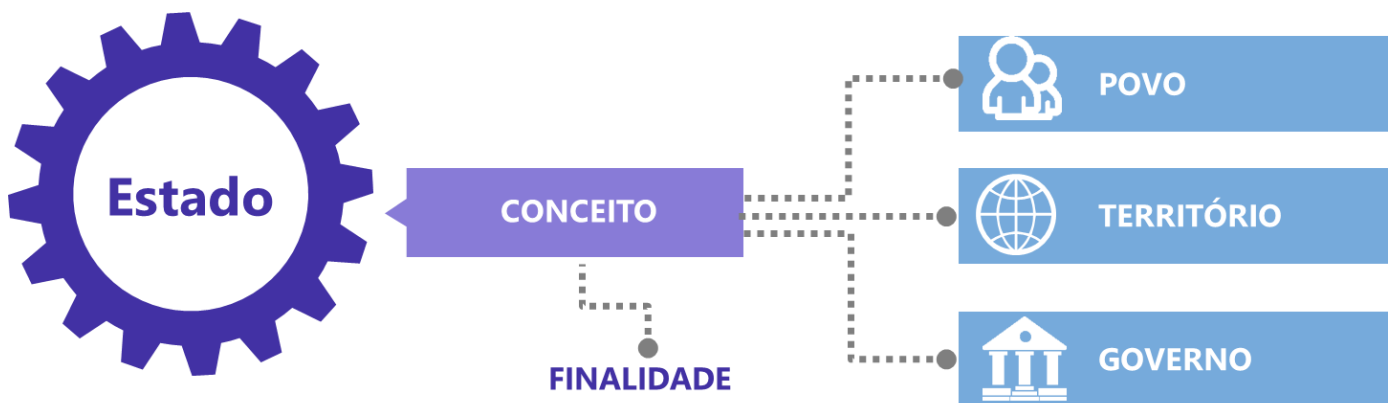 Estado
CONCEITO
FINALIDADE
POVO
TERRITÓRIO
GOVERNO